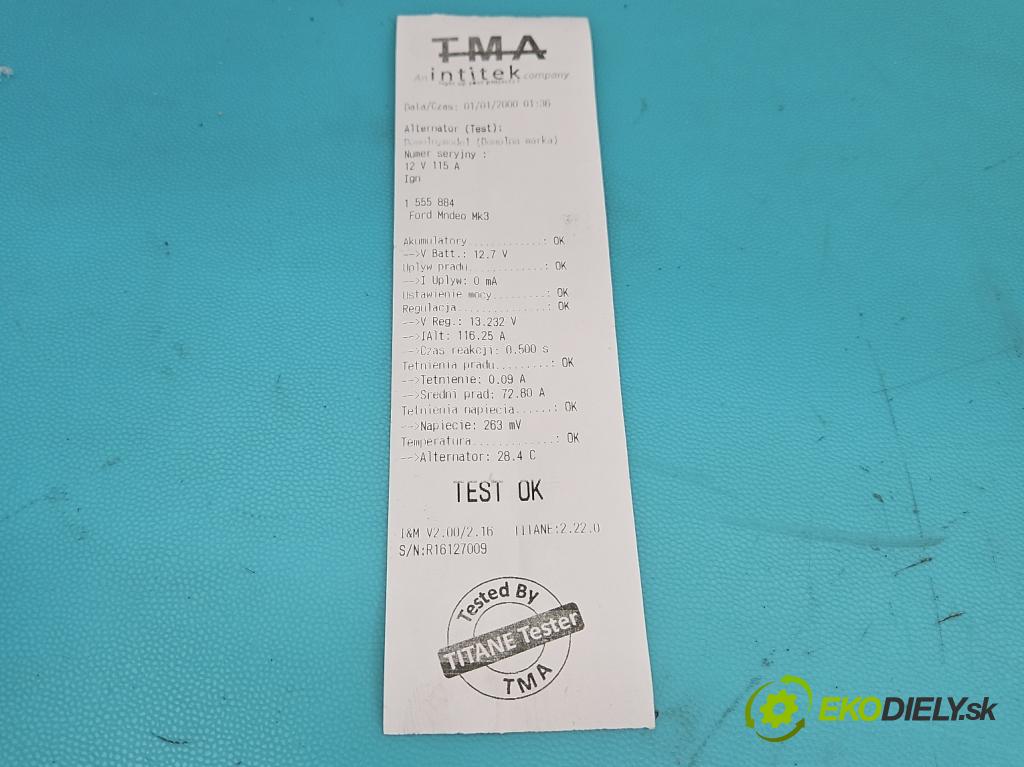 TMA
An intitek company
Data/Czas: 01/01/2000 01:36
Alternator (Test):
(Domolna marka)
Numer seryjny :
12 V 115 A
Ign
1 555 884
Ford Mndeo Mk3
Akumulatory............: OK
-->V Batt.: 12.7 V
Uplyw pradu............: OK
-->I Uplyw: 0 mA
Ustawienie mocy........: OK
Regulacja..............: OK
-->V Reg.: 13.232 V
-->IAlt: 116.25 A
-->Czas reakcji: 0.500 s
Tetnienia pradu........: OK
-->Tetnienie: 0.09 A
-->Sredni prad: 72.80 A
Tetnienia napiecia.....: OK
-->Napiecie: 263 mV
Temperatura............: OK
-->Alternator: 28.4 C
TEST OK
I&M V2.00/2.16 TITANE:2.22.0
S/N:R16127009
Tested By
TITANE Tester
TMA
EKODIELY.sk